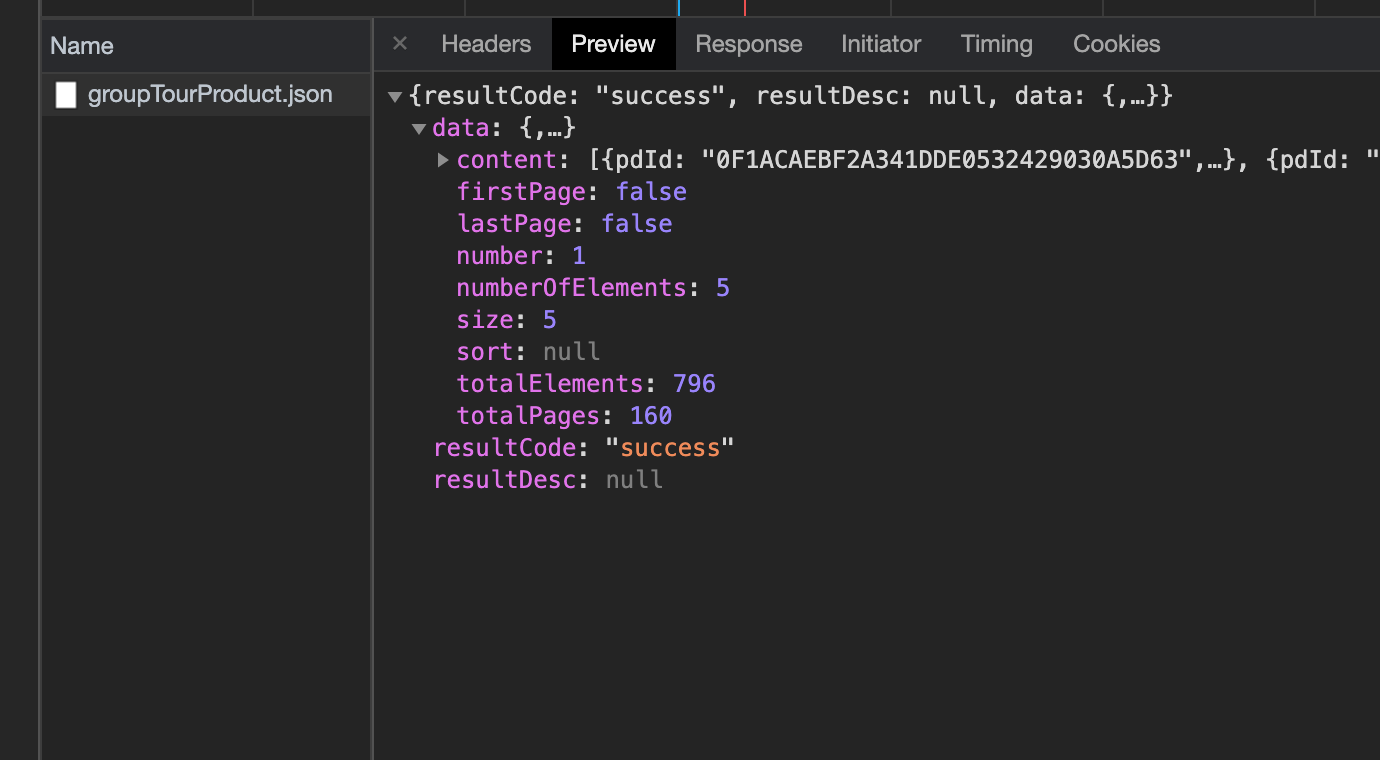 Name
groupTourProduct.json
× Headers Preview Response Initiator Timing Cookies
▼{resultCode: "success", resultDesc: null, data: {,…}}
▼data: {,…}
▶content: [{pdId: "0F1ACAEBF2A341DDE0532429030A5D63",…}, {pdId: "
firstPage: false
lastPage: false
number: 1
numberOfElements: 5
size: 5
sort: null
totalElements: 796
totalPages: 160
resultCode: "success"
resultDesc: null